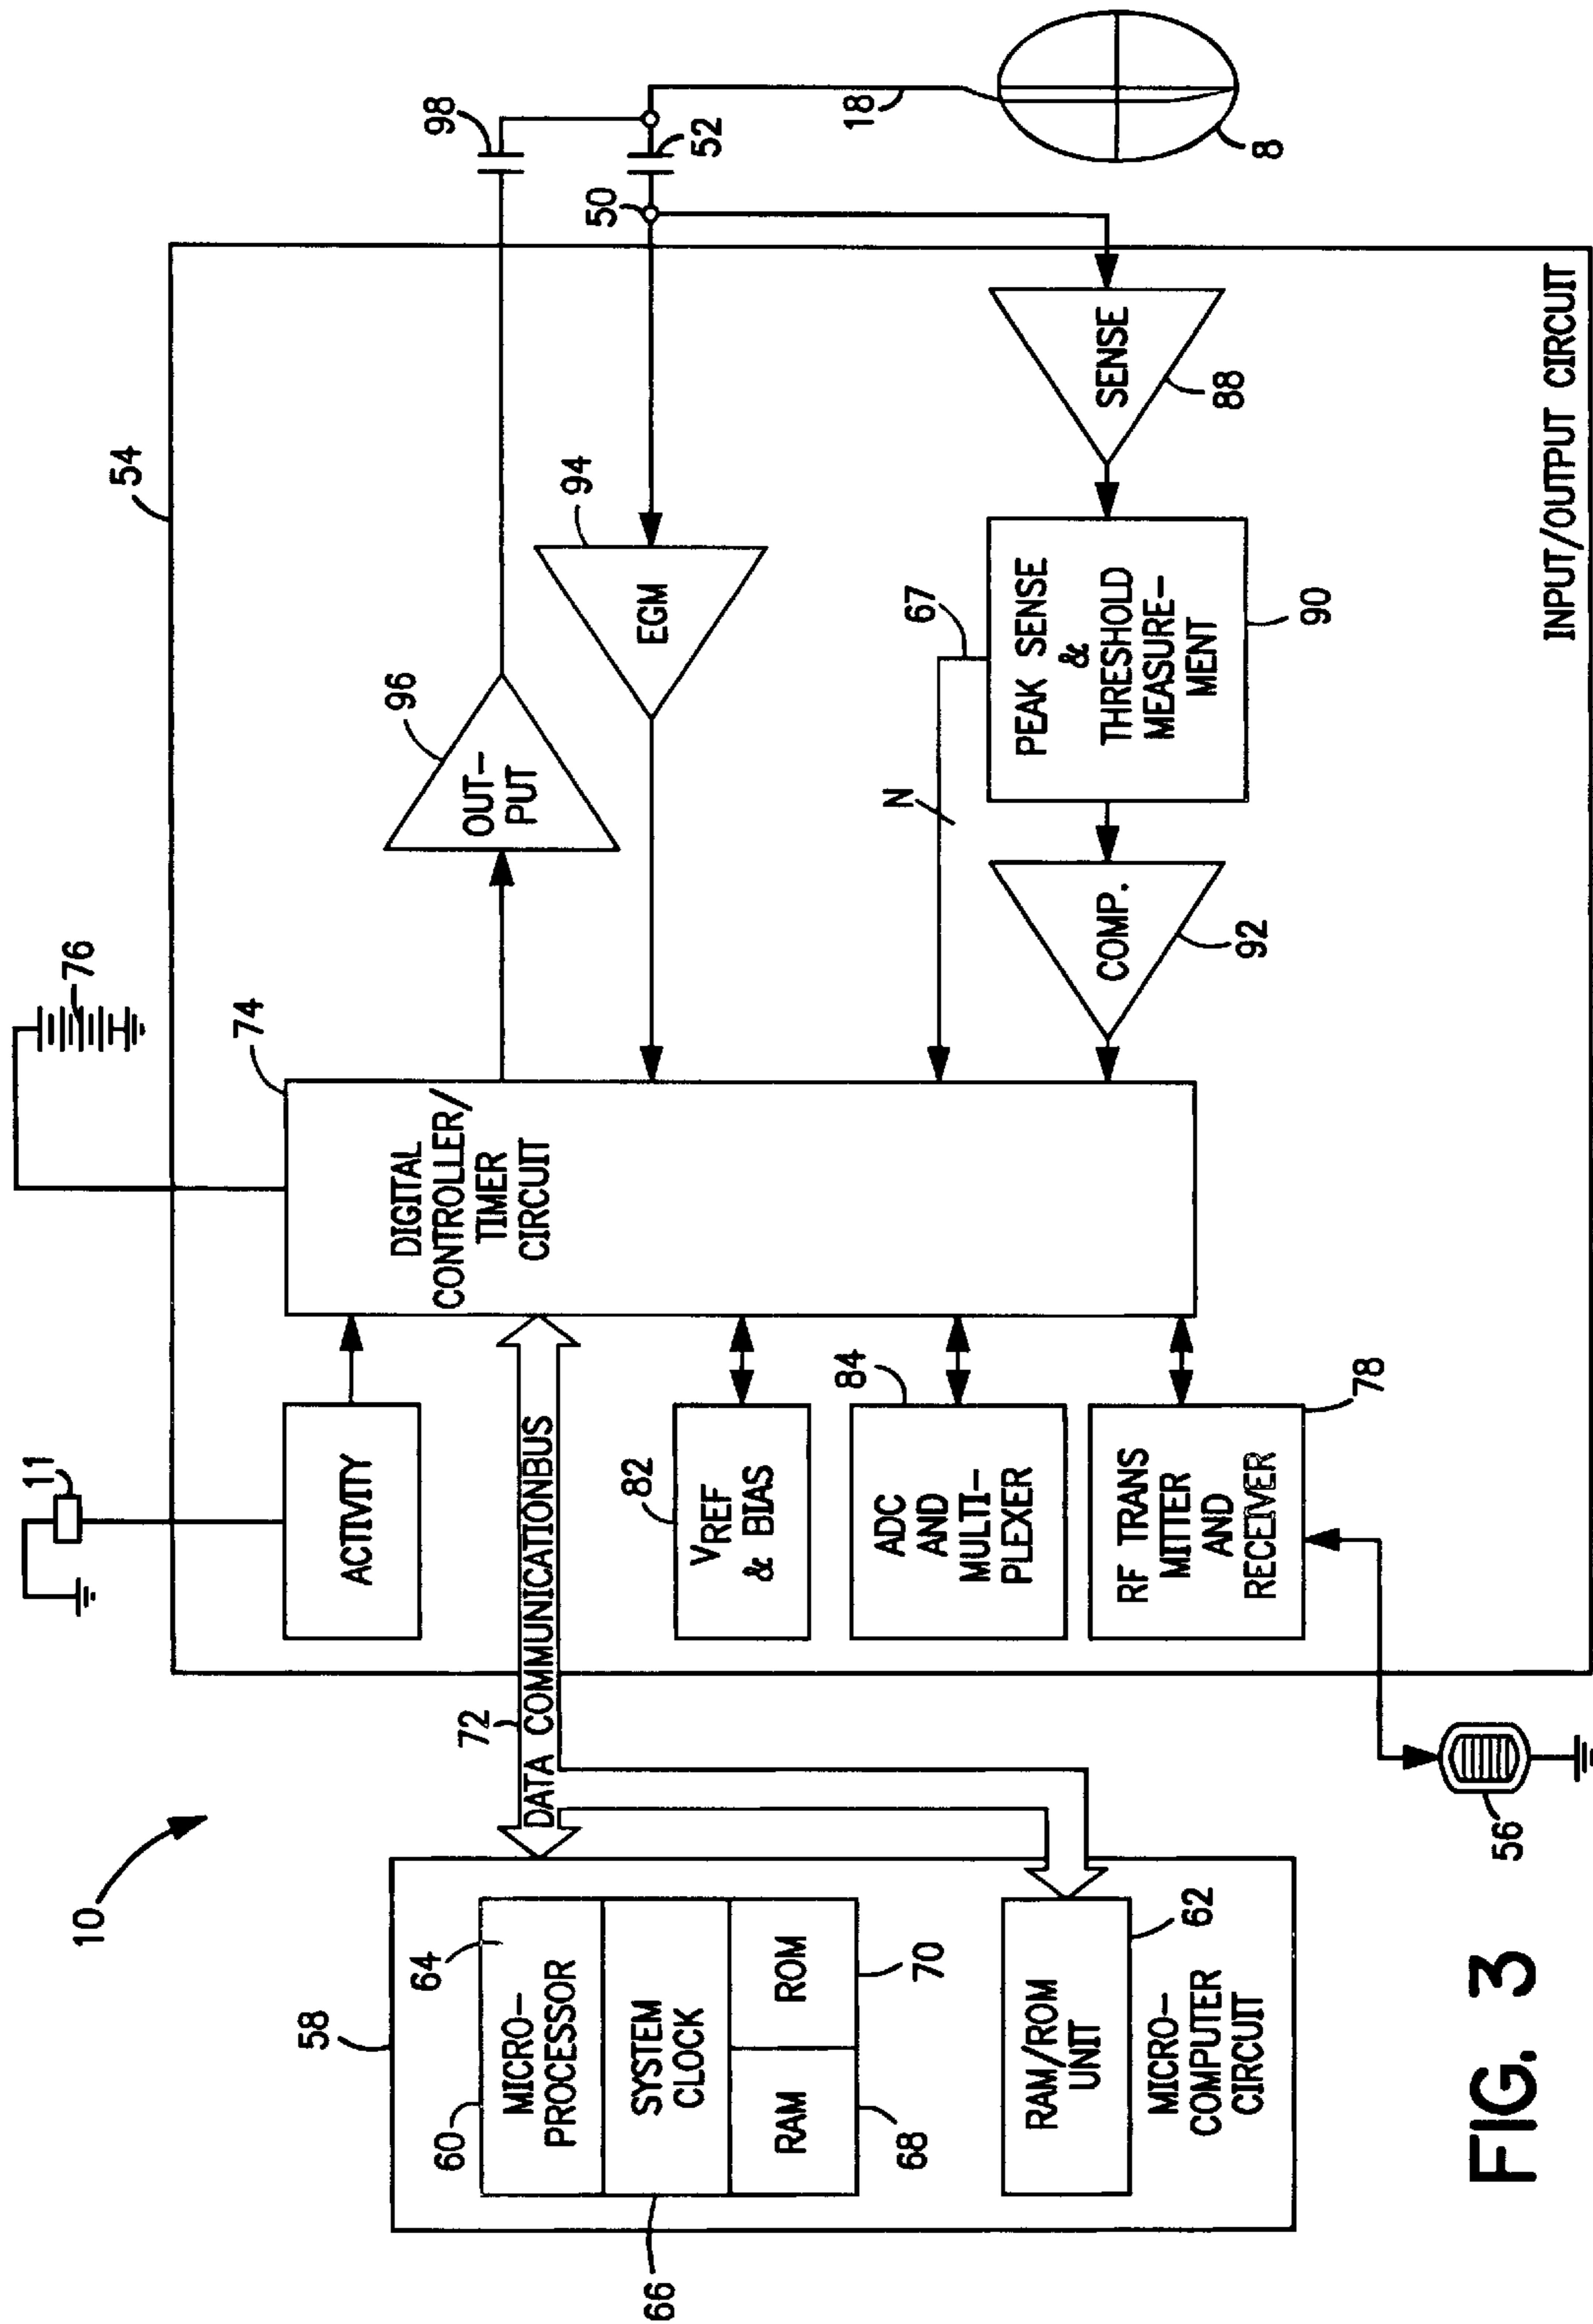 10
58
60
64
MICRO-
PROCESSOR
SYSTEM
CLOCK
66
RAM
ROM
68
70
RAM/ROM
UNIT
62
MICRO-
COMPUTER
CIRCUIT
72
DATA COMMUNICATIONBUS
56
11
ACTIVITY
82
VREF
& BIAS
84
ADC
AND
MULTI-
PLEXER
RF TRANS
MITTER
AND
RECEIVER
78
74
76
DIGITAL
CONTROLLER/
TIMER
CIRCUIT
54
96
OUT-
PUT
94
EGM
67
N
COMP.
92
PEAK SENSE
&
THRESHOLD
MEASURE-
MENT
90
SENSE
88
INPUT/OUTPUT CIRCUIT
98
50
52
18
8
FIG. 3